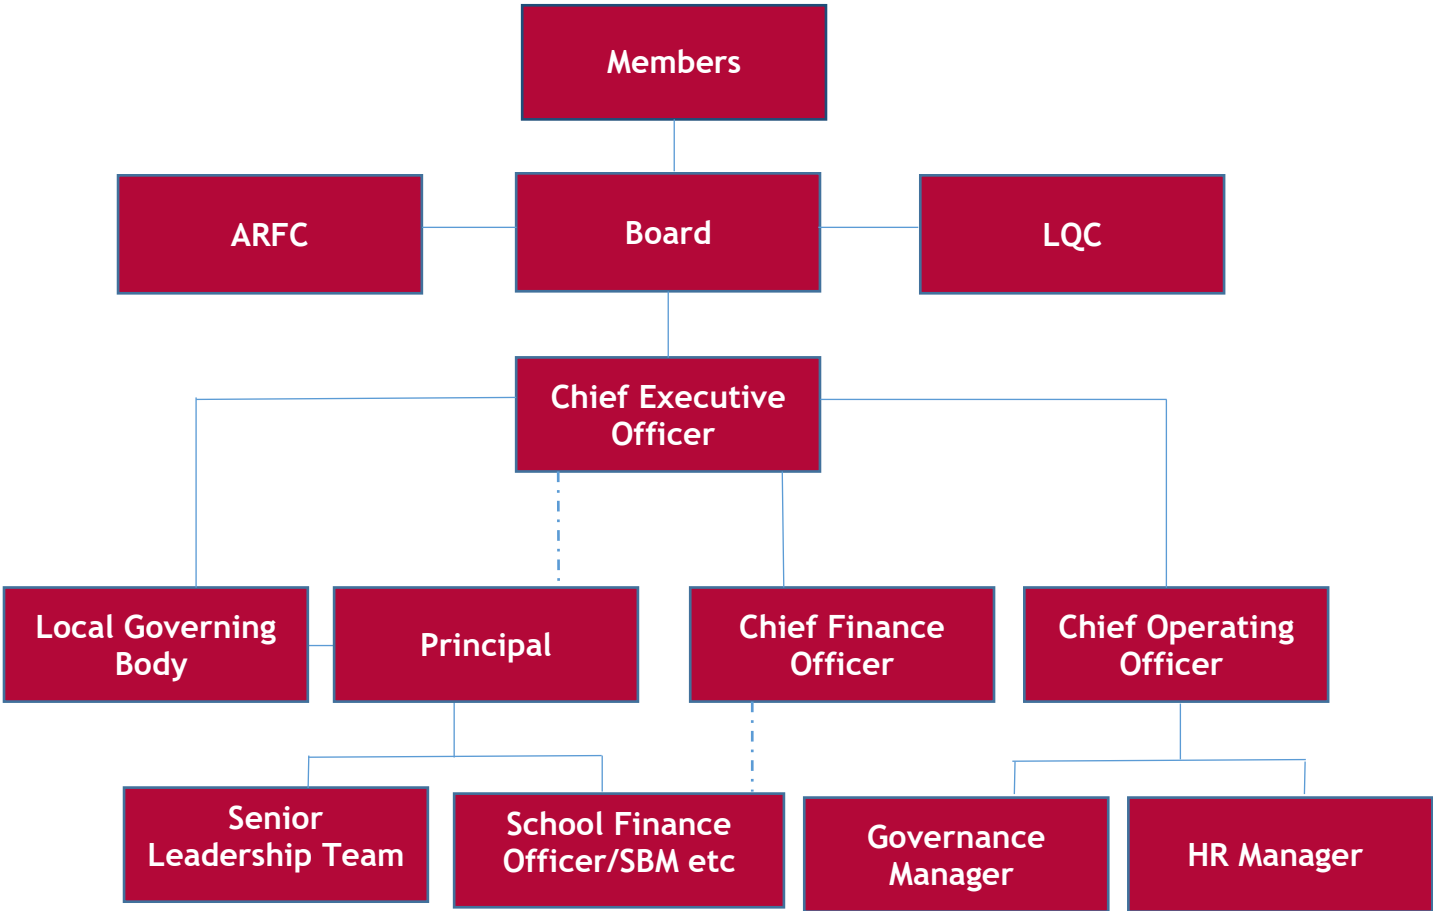 Members
ARFC
Board
LQC
Chief Executive
Officer
Local Governing
Body
Principal
Chief Finance
Officer
Chief Operating
Officer
Senior
Leadership Team
School Finance
Officer/SBM etc
Governance
Manager
HR Manager